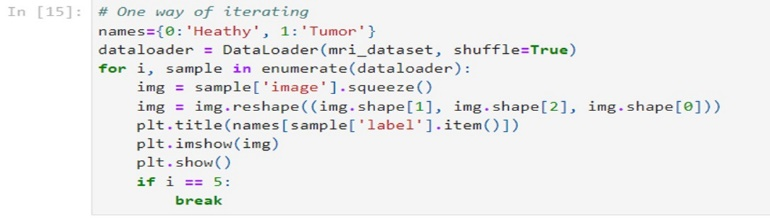 In [15]: # One way of iterating
names={0:'Heathy', 1:'Tumor'}
dataloader = DataLoader(mri_dataset, shuffle=True)
for i, sample in enumerate(dataloader):
    img = sample['image'].squeeze()
    img = img.reshape((img.shape[1], img.shape[2], img.shape[0]))
    plt.title(names[sample['label'].item()])
    plt.imshow(img)
    plt.show()
    if i == 5:
        break